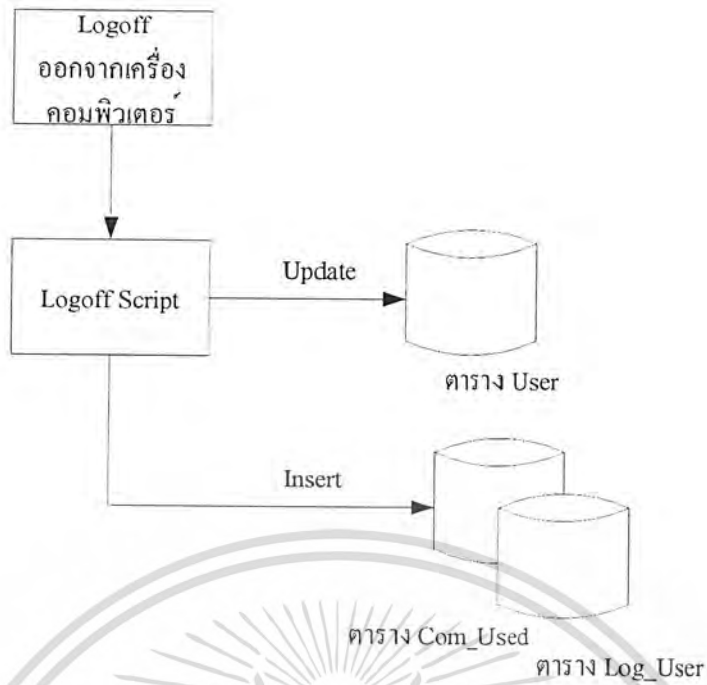 Logoff
ออกจากเครื่อง
คอมพิวเตอร์
Logoff Script
Update
ตาราง User
Insert
ตาราง Com_Used
ตาราง Log_User